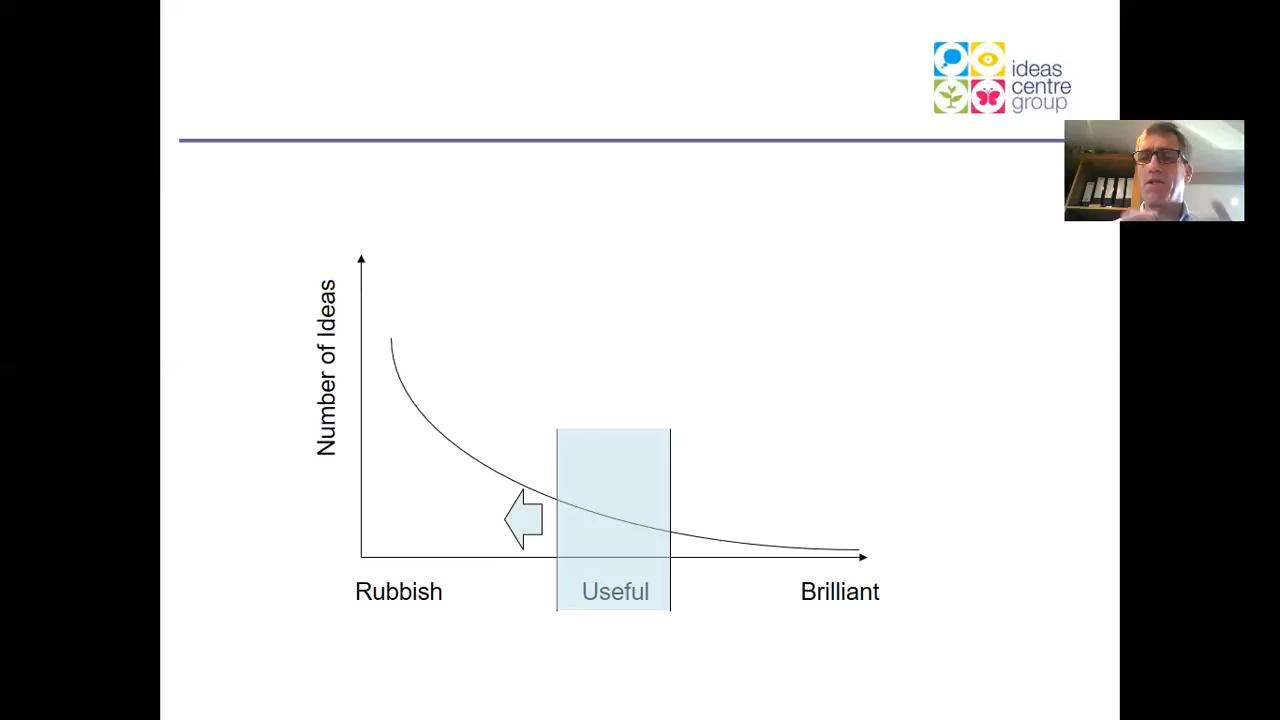 ideas
centre
group
Number of Ideas
Rubbish
Useful
Brilliant